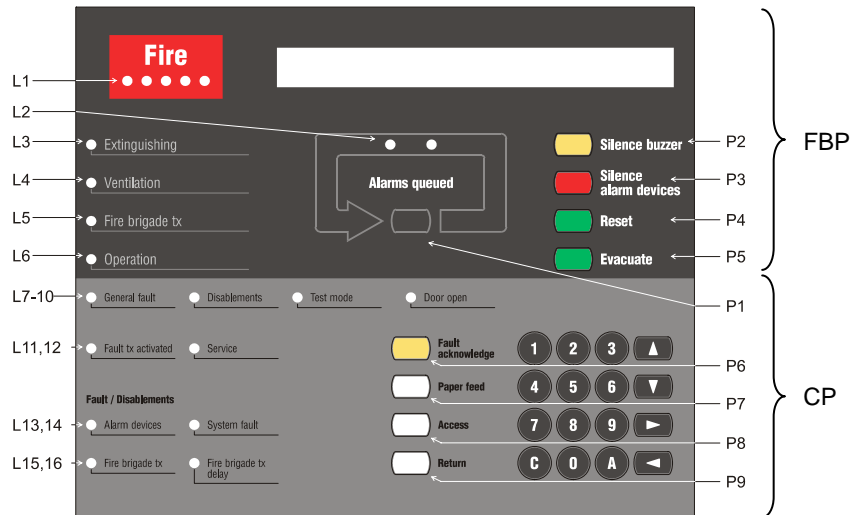 Fire
L1
L2
L3
Extinguishing
Silence buzzer
P2
FBP
L4
Ventilation
Alarms queued
Silence
alarm devices
P3
L5
Fire brigade tx
Reset
P4
L6
Operation
Evacuate
P5
L7-10
General fault
Disablements
Test mode
Door open
P1
L11,12
Fault tx activated
Service
Fault
acknowledge
1 2 3
P6
Paper feed
4 5 6
P7
CP
Fault / Disablements
L13,14
Alarm devices
System fault
Access
7 8 9
P8
L15,16
Fire brigade tx
Fire brigade tx
delay
Return
C 0 A
P9